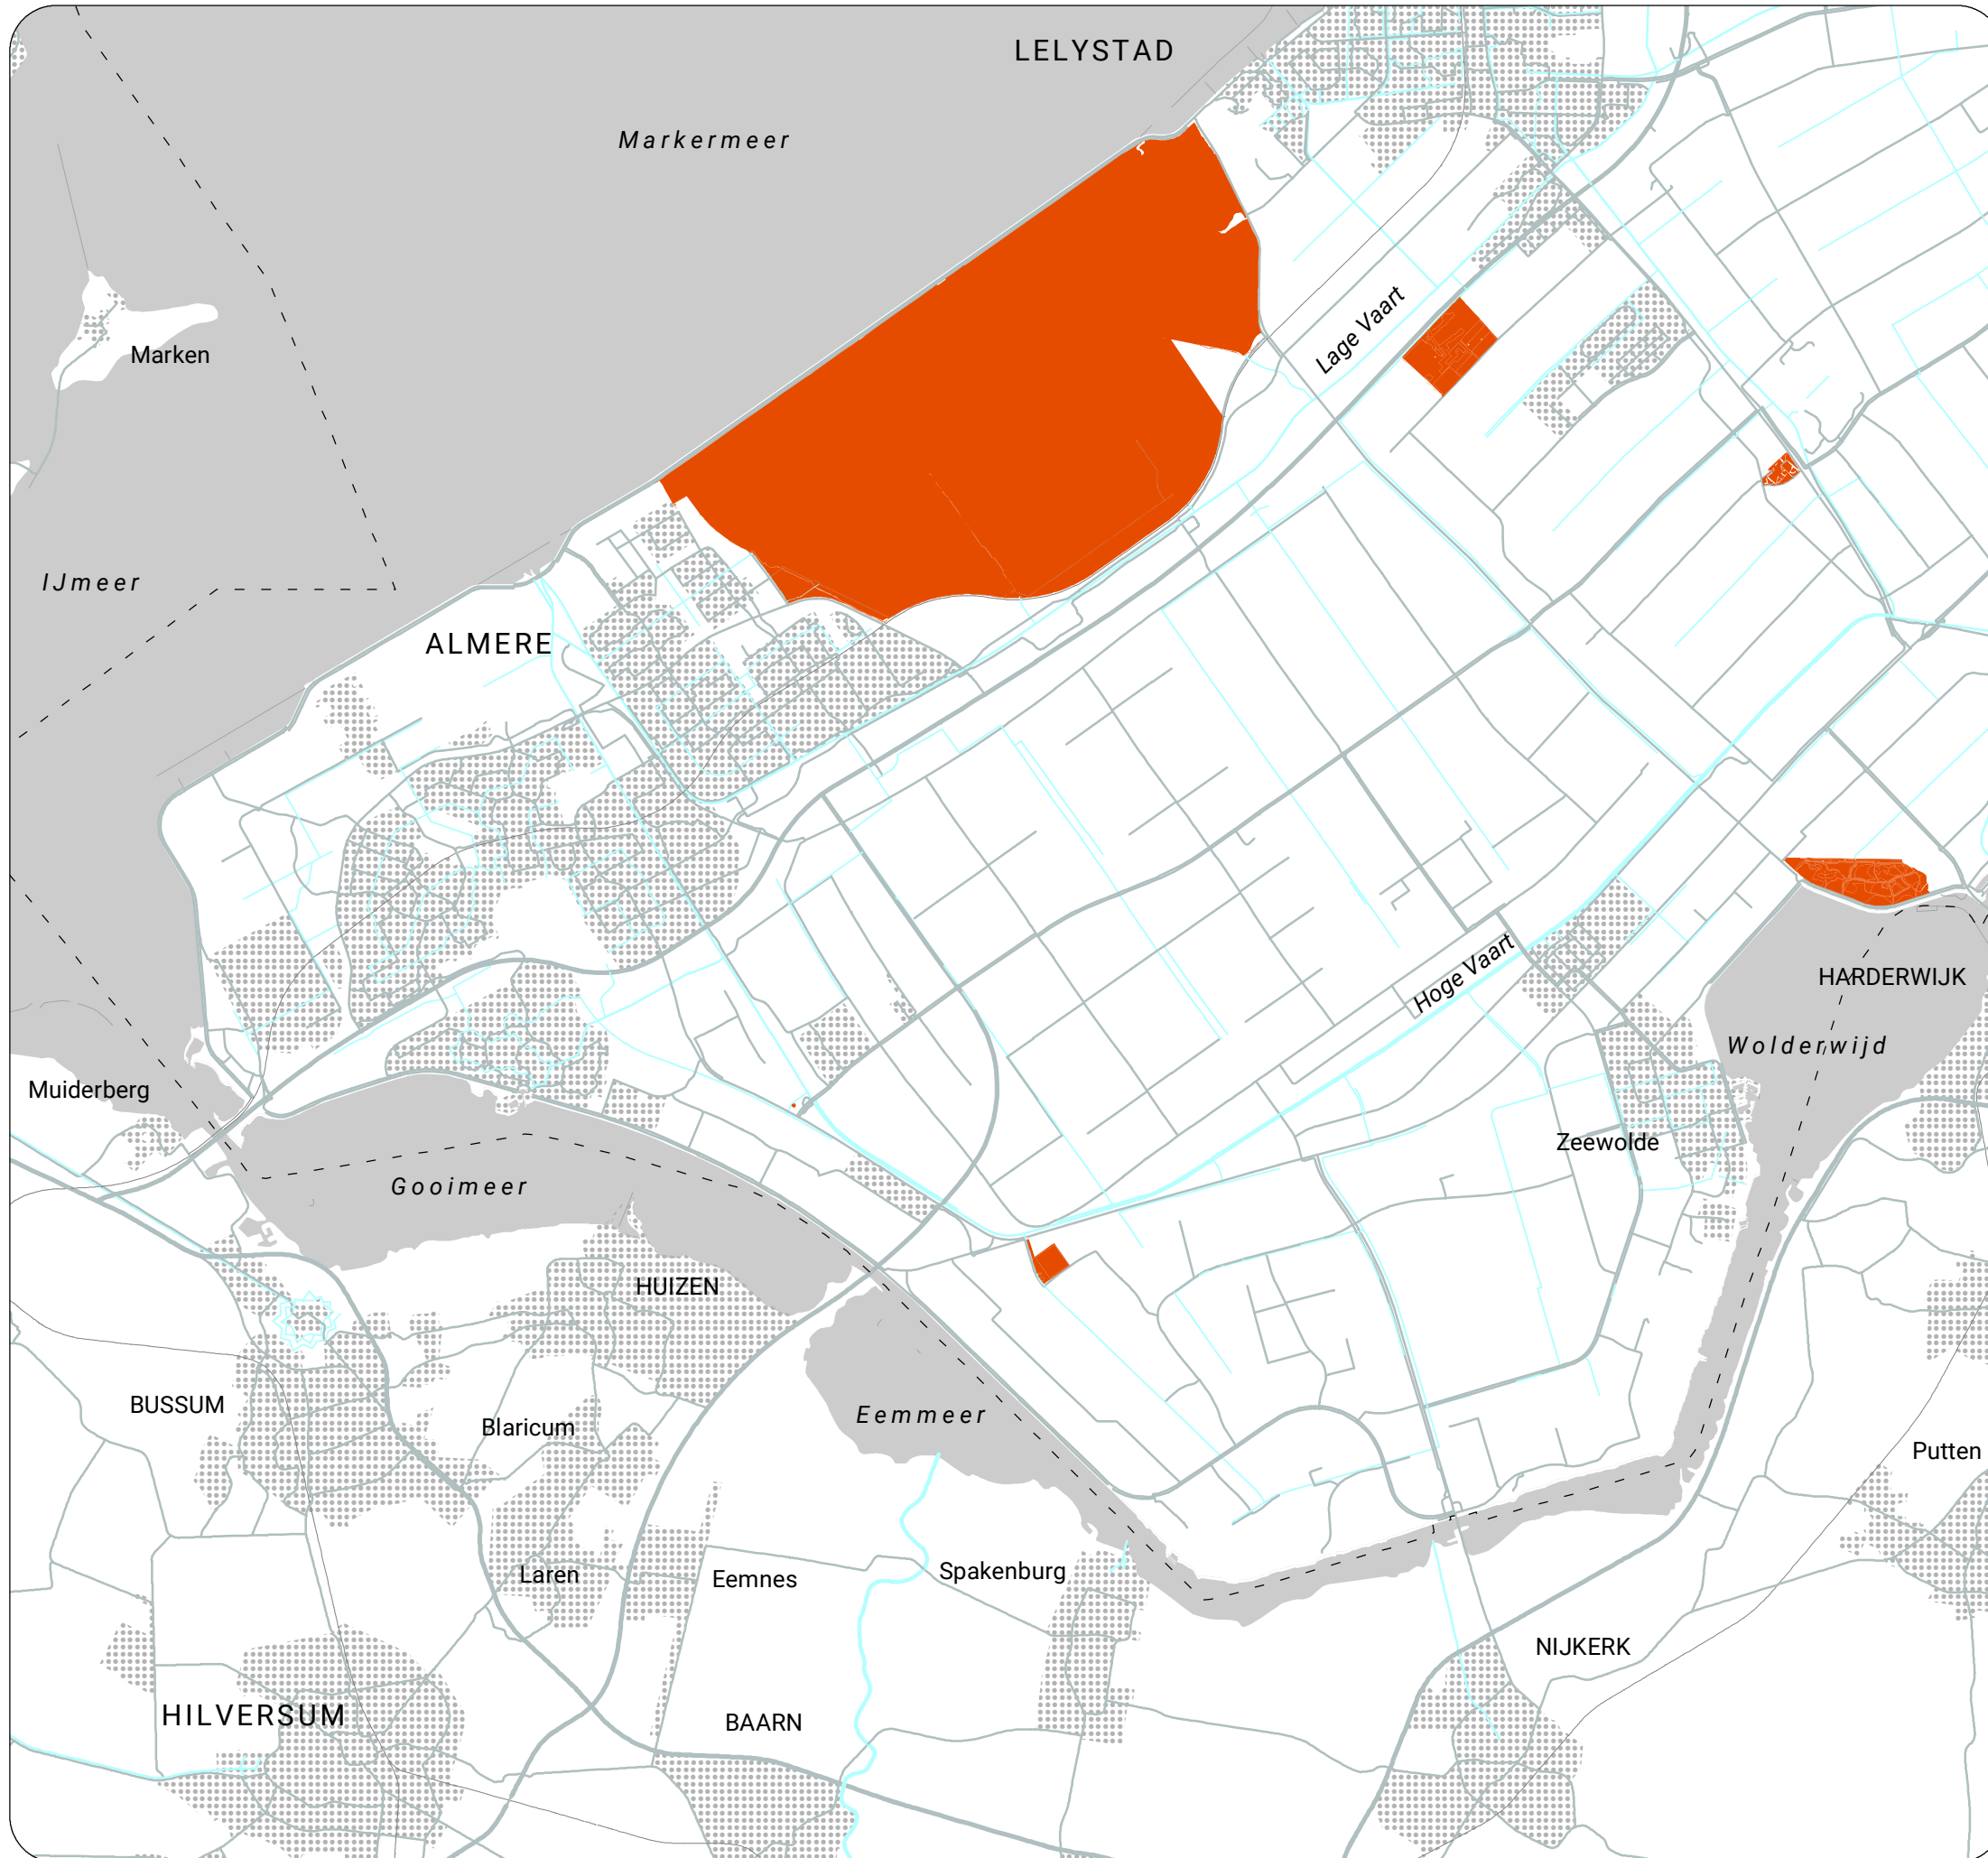 LELYSTAD
Markermeer
Lage Vaart
Marken
IJmeer
ALMERE
Hoge Vaart
HARDERWIJK
Wolderwijd
Muiderberg
Zeewolde
Gooimeer
HUIZEN
BUSSUM
Blaricum
Eemmeer
Putten
Laren
Eemnes
Spakenburg
NIJKERK
HILVERSUM
BAARN